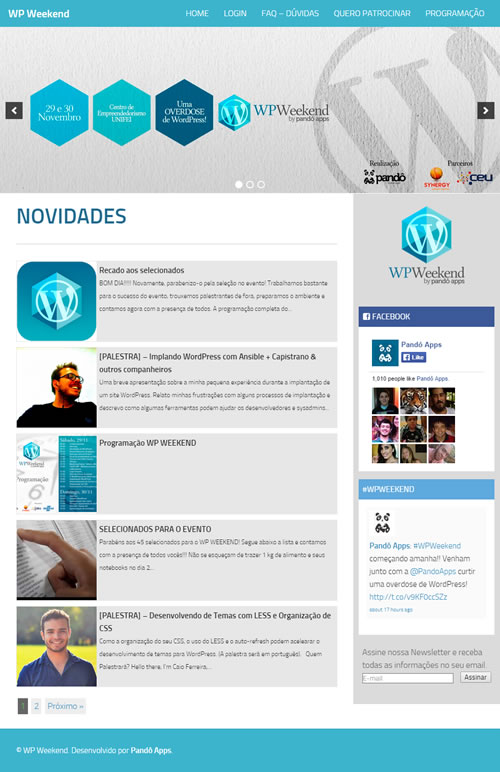 WP Weekend
HOME LOGIN FAQ – DÚVIDAS QUERO PATROCINAR PROGRAMAÇÃO
29 e 30
Novembro
Centro de
Empreendedorismo
UNIFEI
Uma
OVERDOSE
de WordPress!
WPWeekend
by pandô apps
Realização
pandô
Parceiros
SYNERGY
ceu
NOVIDADES
Recado aos selecionados
BOM DIA!!!!! Novamente, parabenizo-o pela seleção no evento! Trabalhamos bastante
para o sucesso do evento, trouxemos palestrantes de fora, preparamos o ambiente e
contamos agora com a presença de todos. A programação completa do...
[PALESTRA] – Implando WordPress com Ansible + Capistrano &
outros companheiros
Uma breve apresentação sobre a minha pequena experiência durante a implantação de
um site WordPress. Relato minhas frustrações com alguns processos de implantação e
descrevo como algumas ferramentas podem ajudar os desenvolvedores e sysadmins...
Programação WP WEEKEND
Programação
SELECIONADOS PARA O EVENTO
Parabéns aos 45 selecionados para o WP WEEKEND! Segue abaixo a lista e contamos
com a presença de todos vocês!!! Não se esqueçam de trazer 1 kg de alimento e seus
notebooks no dia 2...
[PALESTRA] – Desenvolvendo de Temas com LESS e Organização de
CSS
Como a organização do seu CSS, o uso do LESS e o auto-refresh podem acelerar o
desenvolvimento de temas para WordPress. (A palestra será em português). Quem
Palestrará? Hello there, I'm Caio Ferreira,...
1 2 Próximo »
WPWeekend
by pandô apps
FACEBOOK
Pandô Apps
Like
1,010 people like Pandô Apps.
#WPWEEKEND
Pandô Apps: #WPWeekend
começando amanhã!! Venham
junto com a @PandoApps curtir
uma overdose de WordPress!
http://t.co/v9KF0ccSZz
about 17 hours ago
Assine nossa Newsletter e receba
todas as informações no seu email.
E-mail Assinar
© WP Weekend. Desenvolvido por Pandô Apps.